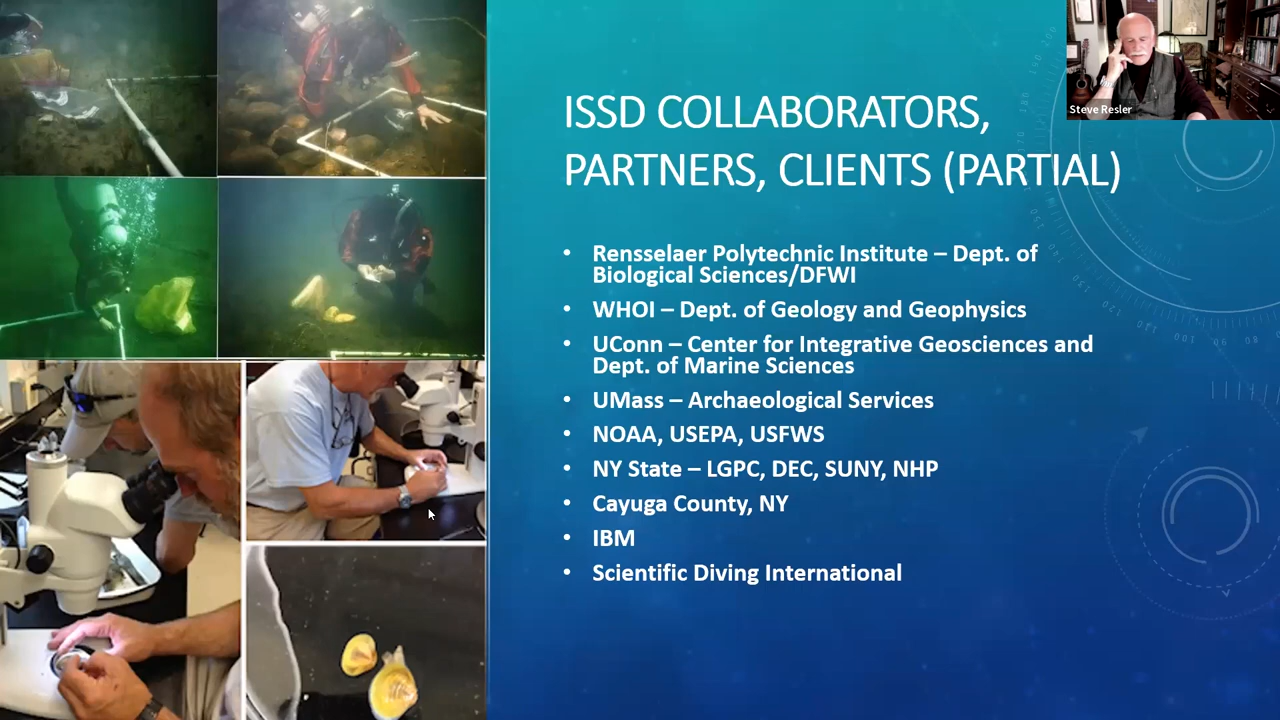 ISSD COLLABORATORS,
PARTNERS, CLIENTS (PARTIAL)
Steve Resler
• Rensselaer Polytechnic Institute – Dept. of
Biological Sciences/DFWI
• WHOI – Dept. of Geology and Geophysics
• UConn – Center for Integrative Geosciences and
Dept. of Marine Sciences
• UMass – Archaeological Services
• NOAA, USEPA, USFWS
• NY State – LGPC, DEC, SUNY, NHP
• Cayuga County, NY
• IBM
• Scientific Diving International